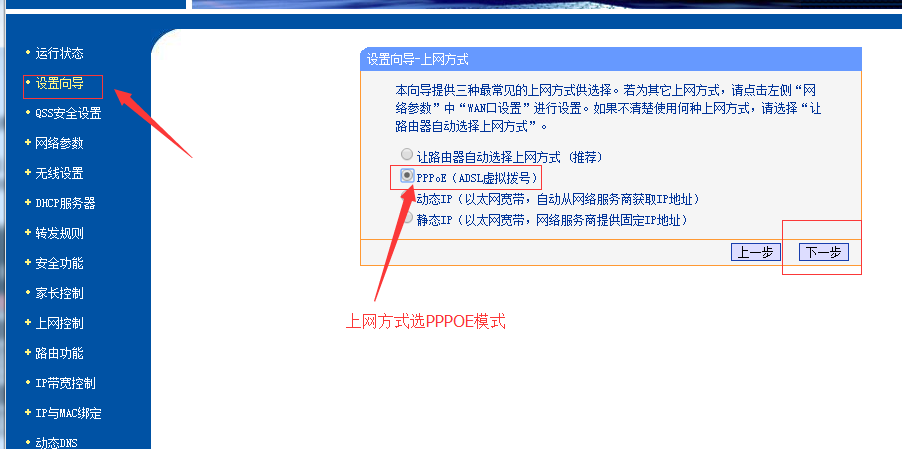 运行状态
设置向导
QSS安全设置
网络参数
无线设置
DHCP服务器
转发规则
安全功能
家长控制
上网控制
路由功能
IP带宽控制
IP与MAC绑定
动态DNS
设置向导-上网方式
本向导提供三种最常见的上网方式供选择。若为其它上网方式，请点击左侧“网
络参数”中“WAN口设置”进行设置。如果不清楚使用何种上网方式，请选择“让
路由器自动选择上网方式”。
让路由器自动选择上网方式（推荐）
PPPoE（ADSL虚拟拨号）
动态IP（以太网宽带，自动从网络服务商获取IP地址）
静态IP（以太网宽带，网络服务商提供固定IP地址）
上一步 下一步
上网方式选PPPOE模式